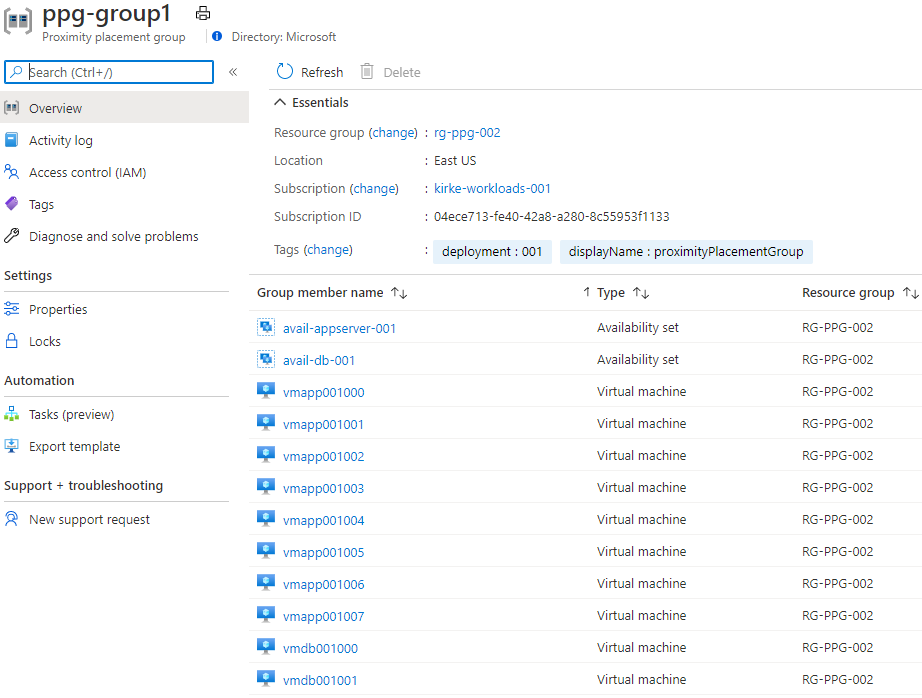 ppg-group1
Proximity placement group
Directory: Microsoft
Search (Ctrl+/)
«
Overview
Activity log
Access control (IAM)
Tags
Diagnose and solve problems
Settings
Properties
Locks
Automation
Tasks (preview)
Export template
Support + troubleshooting
New support request
Refresh
Delete
Essentials
Resource group (change) : rg-ppg-002
Location : East US
Subscription (change) : kirke-workloads-001
Subscription ID : 04ece713-fe40-42a8-a280-8c55953f1133
Tags (change) : deployment : 001 displayName : proximityPlacementGroup
Group member name ↑↓ ↑ Type ↑↓ Resource group ↑↓
avail-appserver-001 Availability set RG-PPG-002
avail-db-001 Availability set RG-PPG-002
vmapp001000 Virtual machine RG-PPG-002
vmapp001001 Virtual machine RG-PPG-002
vmapp001002 Virtual machine RG-PPG-002
vmapp001003 Virtual machine RG-PPG-002
vmapp001004 Virtual machine RG-PPG-002
vmapp001005 Virtual machine RG-PPG-002
vmapp001006 Virtual machine RG-PPG-002
vmapp001007 Virtual machine RG-PPG-002
vmdb001000 Virtual machine RG-PPG-002
vmdb001001 Virtual machine RG-PPG-002